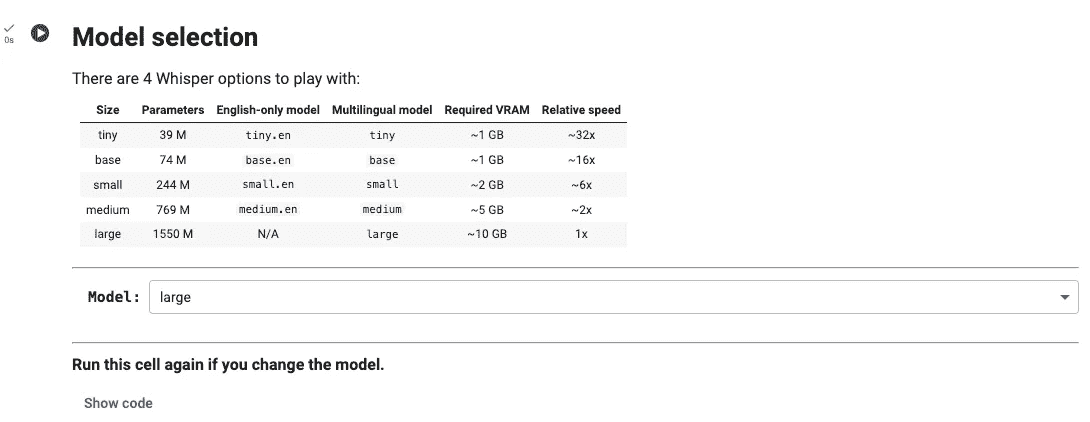 Model selection
0s
There are 4 Whisper options to play with:
Size Parameters English-only model Multilingual model Required VRAM Relative speed
tiny 39 M tiny.en tiny ~1 GB ~32x
base 74 M base.en base ~1 GB ~16x
small 244 M small.en small ~2 GB ~6x
medium 769 M medium.en medium ~5 GB ~2x
large 1550 M N/A large ~10 GB 1x
Model: large
Run this cell again if you change the model.
Show code